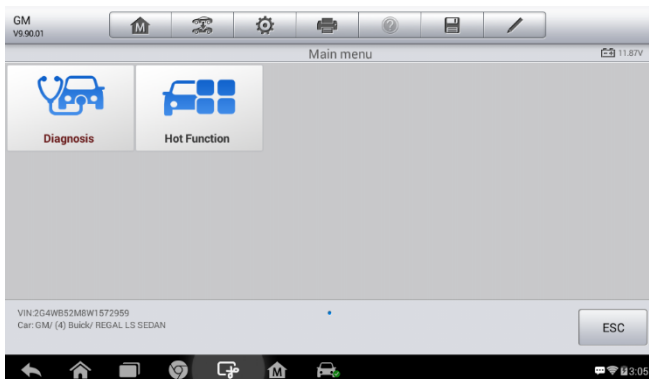 GM
V9.90.01
M
Main menu
11.87V
Diagnosis
Hot Function
VIN:2G4WB52M8W1572959
Car: GM/ (4) Buick/ REGAL LS SEDAN
ESC
M
3:05